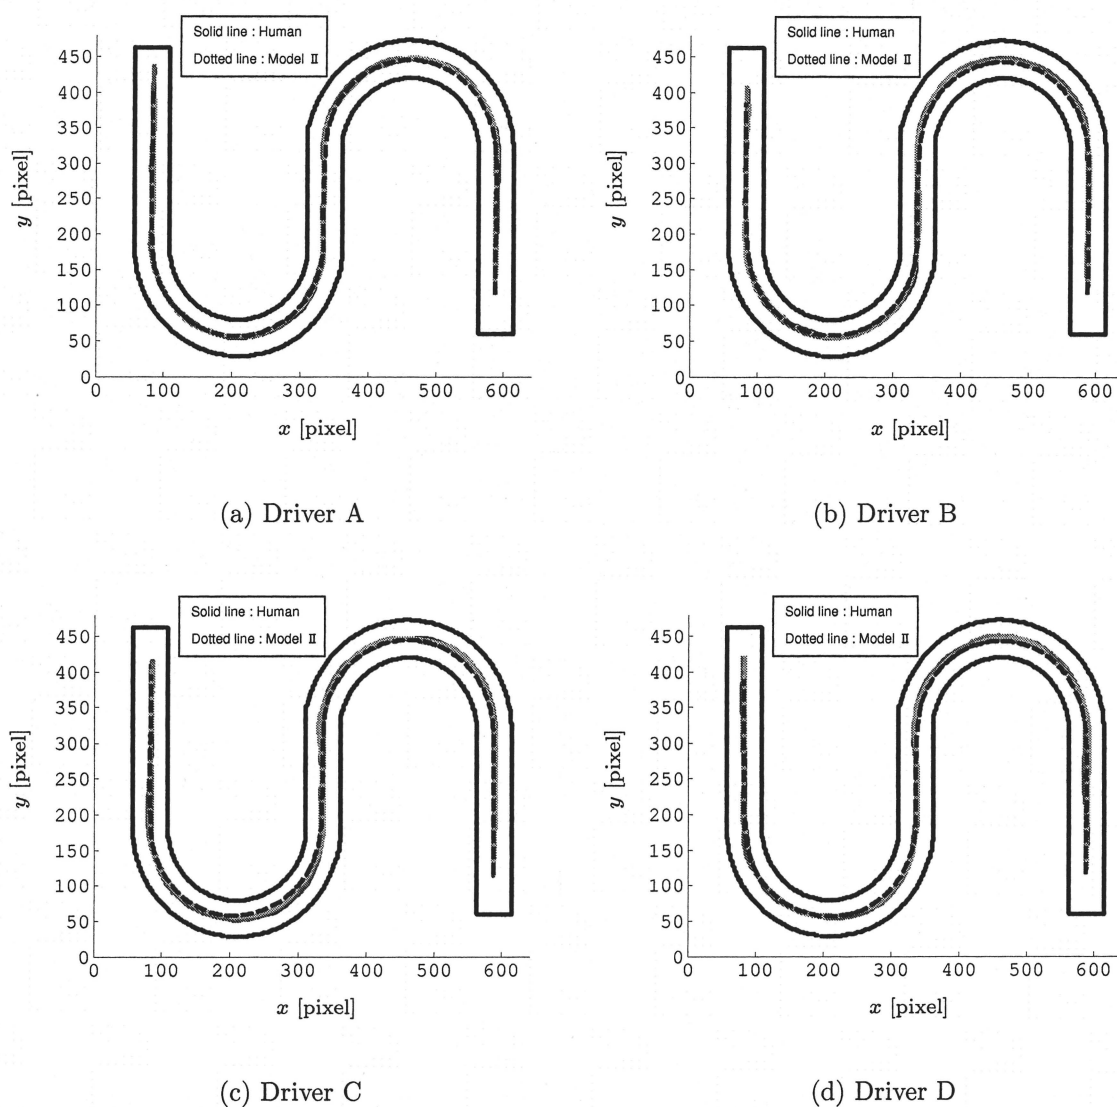 Solid line : Human
Dotted line : Model II
450
400
350
300
250
200
150
100
50
0
y [pixel]
0 100 200 300 400 500 600
x [pixel]
(a) Driver A
Solid line : Human
Dotted line : Model II
450
400
350
300
250
200
150
100
50
0
y [pixel]
0 100 200 300 400 500 600
x [pixel]
(b) Driver B
Solid line : Human
Dotted line : Model II
450
400
350
300
250
200
150
100
50
0
y [pixel]
0 100 200 300 400 500 600
x [pixel]
(c) Driver C
Solid line : Human
Dotted line : Model II
450
400
350
300
250
200
150
100
50
0
y [pixel]
0 100 200 300 400 500 600
x [pixel]
(d) Driver D